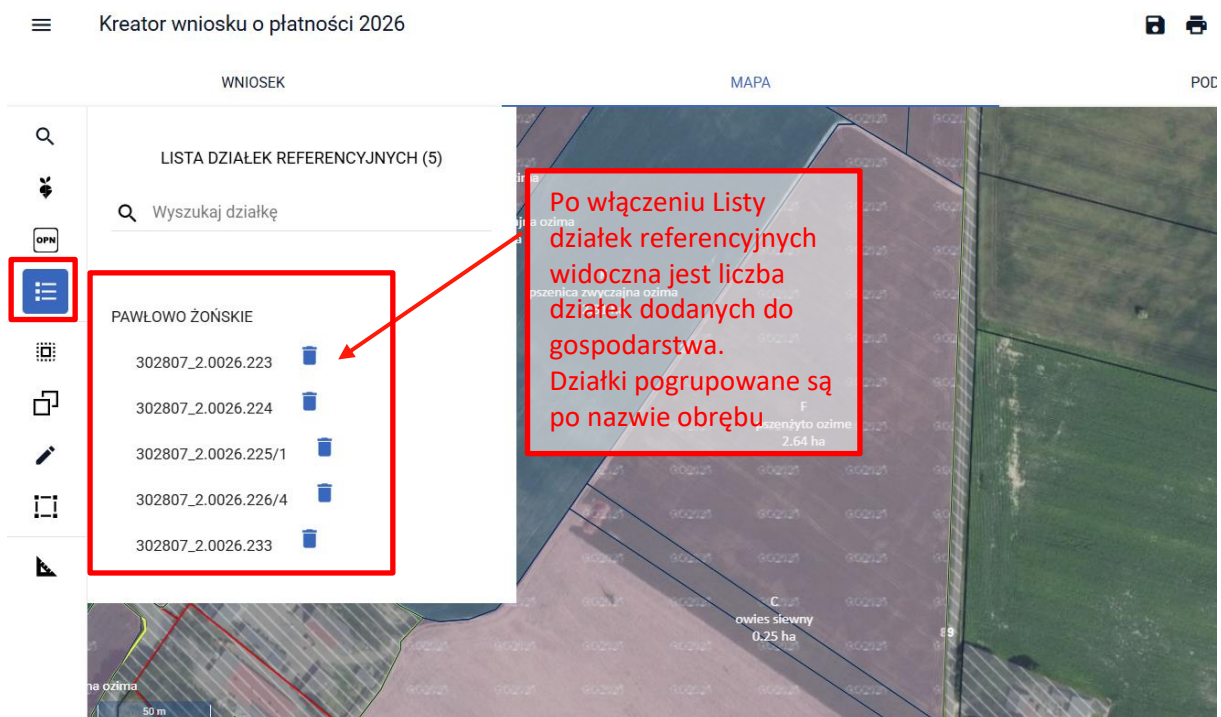 Kreator wniosku o płatności 2026
WNIOSEK
MAPA
POD
LISTA DZIAŁEK REFERENCYJNYCH (5)
Wyszukaj działkę
OPN
PAWŁOWO ŻOŃSKIE
302807_2.0026.223
302807_2.0026.224
302807_2.0026.225/1
302807_2.0026.226/4
302807_2.0026.233
Po włączeniu Listy
działek referencyjnych
widoczna jest liczba
działek dodanych do
gospodarstwa.
Działki pogrupowane są
po nazwie obrębu
pszenica zwyczajna ozima
F
pszenżyto ozime
2.64 ha
C
owies siewny
0.25 ha
na ozima
50 m